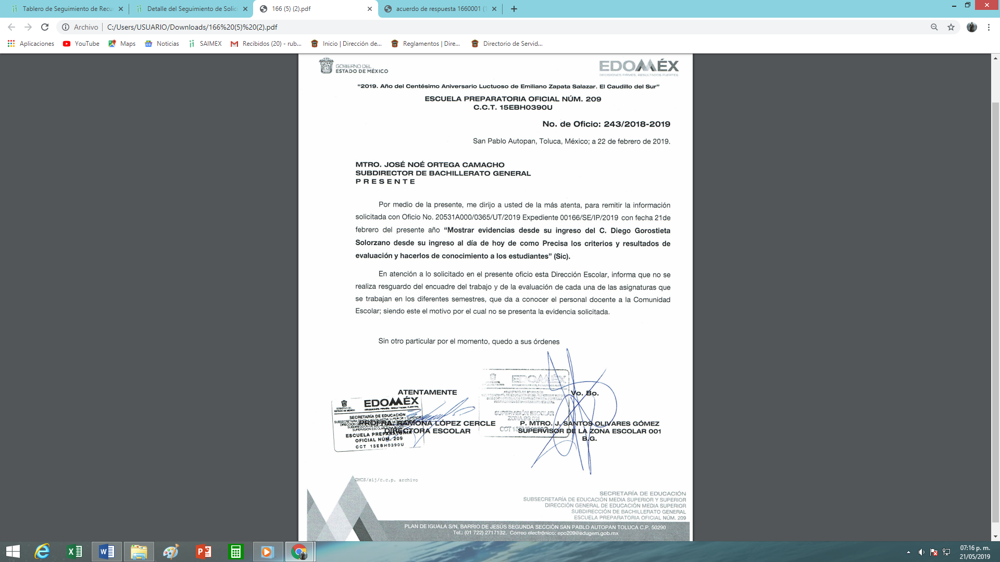 Tablero de Seguimiento de Recu
Detalle del Seguimiento de Solici
166 (5) (2).pdf
acuerdo de respuesta 1660001 (
Archivo
C:/Users/USUARIO/Downloads/166%20(5)%20(2).pdf
Aplicaciones
YouTube
Maps
Noticias
SAIMEX
Recibidos (20) - rub...
Inicio | Dirección de...
Reglamentos | Dire...
Directorio de Servid...
GOBIERNO DEL
ESTADO DE MÉXICO
EDOMÉX
DECISIONES FIRMES, RESULTADOS FUERTES.
“2019. Año del Centésimo Aniversario Luctuoso de Emiliano Zapata Salazar. El Caudillo del Sur”
ESCUELA PREPARATORIA OFICIAL NÚM. 209
C.C.T. 15EBH0390U
No. de Oficio: 243/2018-2019
San Pablo Autopan, Toluca, México; a 22 de febrero de 2019.
MTRO. JOSÉ NOÉ ORTEGA CAMACHO
SUBDIRECTOR DE BACHILLERATO GENERAL
P R E S E N T E
Por medio de la presente, me dirijo a usted de la más atenta, para remitir la información
solicitada con Oficio No. 20531A000/0365/UT/2019 Expediente 00166/SE/IP/2019 con fecha 21de
febrero del presente año “Mostrar evidencias desde su ingreso del C. Diego Gorostieta
Solorzano desde su ingreso al día de hoy de como Precisa los criterios y resultados de
evaluación y hacerlos de conocimiento a los estudiantes” (Sic).
En atención a lo solicitado en el presente oficio esta Dirección Escolar, informa que no se
realiza resguardo del encuadre del trabajo y de la evaluación de cada una de las asignaturas que
se trabajan en los diferentes semestres, que da a conocer el personal docente a la Comunidad
Escolar; siendo este el motivo por el cual no se presenta la evidencia solicitada.
Sin otro particular por el momento, quedo a sus órdenes
ATENTAMENTE
PROFRA. RAMONA LÓPEZ CERCLE
DIRECTORA ESCOLAR
EDOMÉX
SECRETARÍA DE EDUCACIÓN
ESCUELA PREPARATORIA
OFICIAL NÚM. 209
CCT 15EBH0390U
EDOMÉX
SUPERVISIÓN ESCOLAR
ZONA BG 001
Vo. Bo.
P. MTRO. J. SANTOS OLIVARES GÓMEZ
SUPERVISOR DE LA ZONA ESCOLAR 001
B.G.
GMCS/sij/c.c.p. archivo
SECRETARÍA DE EDUCACIÓN
SUBSECRETARÍA DE EDUCACIÓN MEDIA SUPERIOR Y SUPERIOR
DIRECCIÓN GENERAL DE EDUCACIÓN MEDIA SUPERIOR
SUBDIRECCIÓN DE BACHILLERATO GENERAL
ESCUELA PREPARATORIA OFICIAL NÚM. 209
PLAN DE IGUALA S/N, BARRIO DE JESÚS SEGUNDA SECCIÓN SAN PABLO AUTOPAN TOLUCA C.P. 50290
Tel.: (01 722) 2717132. Correo electrónico: epo209@edugem.gob.mx
07:16 p. m.
21/05/2019